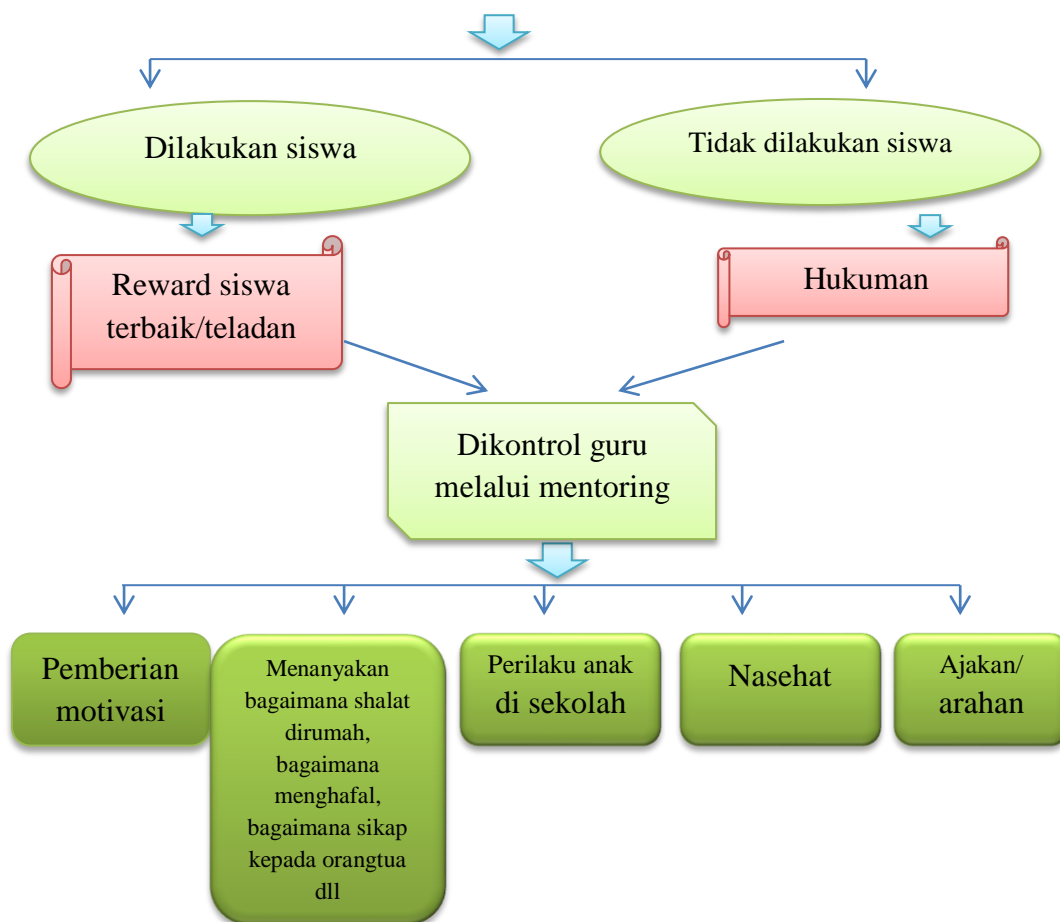 Dilakukan siswa
Tidak dilakukan siswa
Reward siswa
terbaik/teladan
Hukuman
Dikontrol guru
melalui mentoring
Pemberian
motivasi
Menanyakan
bagaimana shalat
dirumah,
bagaimana
menghafal,
bagaimana sikap
kepada orangtua
dll
Perilaku anak
di sekolah
Nasehat
Ajakan/
arahan